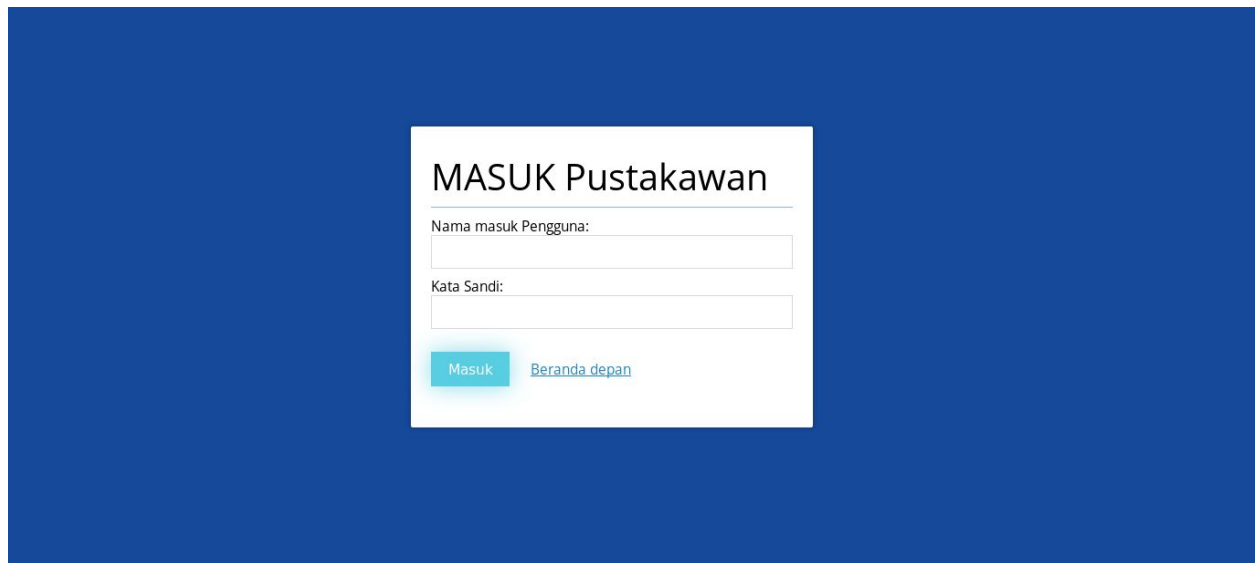 MASUK Pustakawan
Nama masuk Pengguna:
Kata Sandi:
Masuk Beranda depan